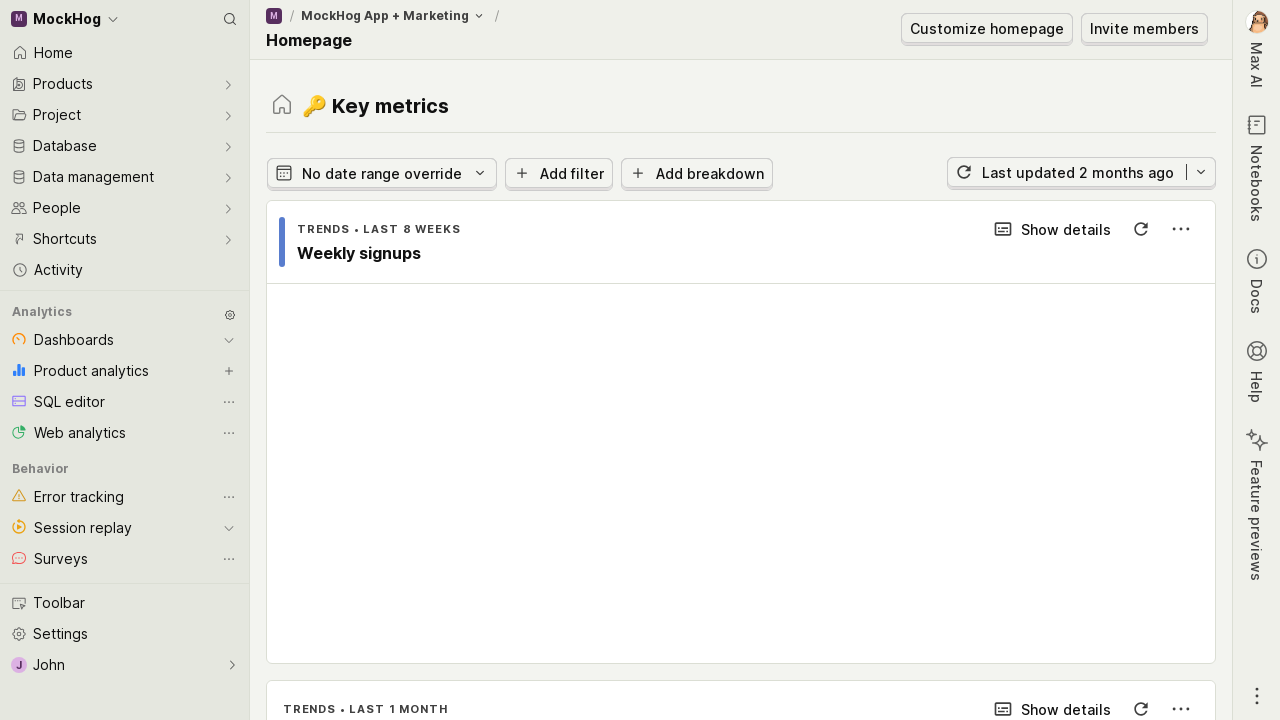 M MockHog
Home
Products
Project
Database
Data management
People
Shortcuts
Activity
Analytics
Dashboards
Product analytics
SQL editor
Web analytics
Behavior
Error tracking
Session replay
Surveys
Toolbar
Settings
J John
M / MockHog App + Marketing /
Homepage
Customize homepage
Invite members
🔑 Key metrics
No date range override
Add filter
Add breakdown
Last updated 2 months ago
TRENDS • LAST 8 WEEKS
Show details
Weekly signups
TRENDS • LAST 1 MONTH
Show details
Max AI
Notebooks
Docs
Help
Feature previews